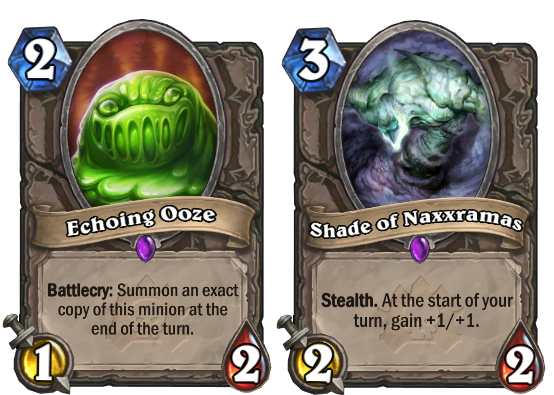 2
Echoing Ooze
Battlecry: Summon an exact
copy of this minion at the
end of the turn.
1
2
3
Shade of Naxxramas
Stealth. At the start of your
turn, gain +1/+1.
2
2